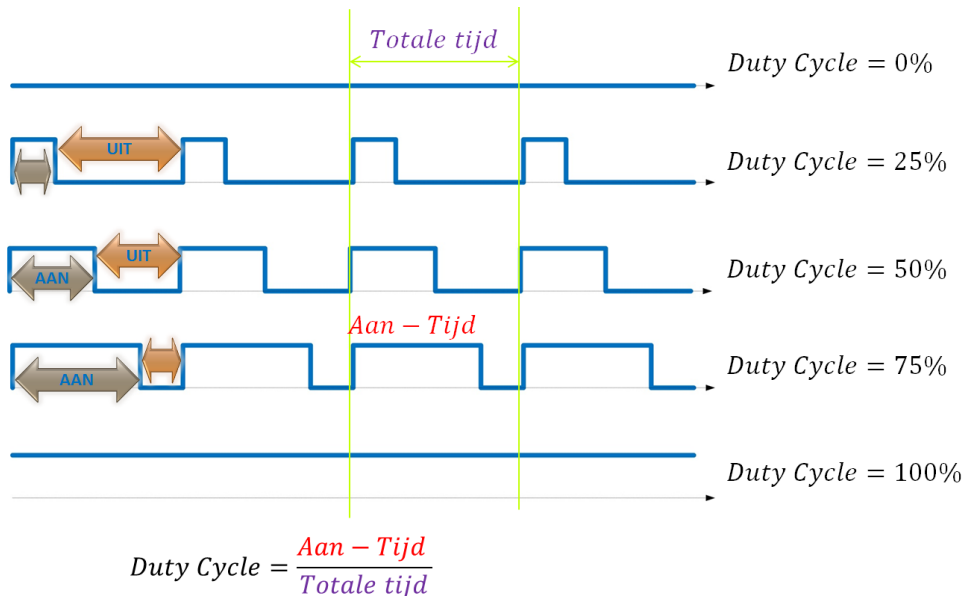 Totale tijd
Duty Cycle = 0%
UIT
Duty Cycle = 25%
UIT
AAN
Duty Cycle = 50%
Aan − Tijd
AAN
Duty Cycle = 75%
Duty Cycle = 100%
Duty Cycle = Aan − Tijd / Totale tijd